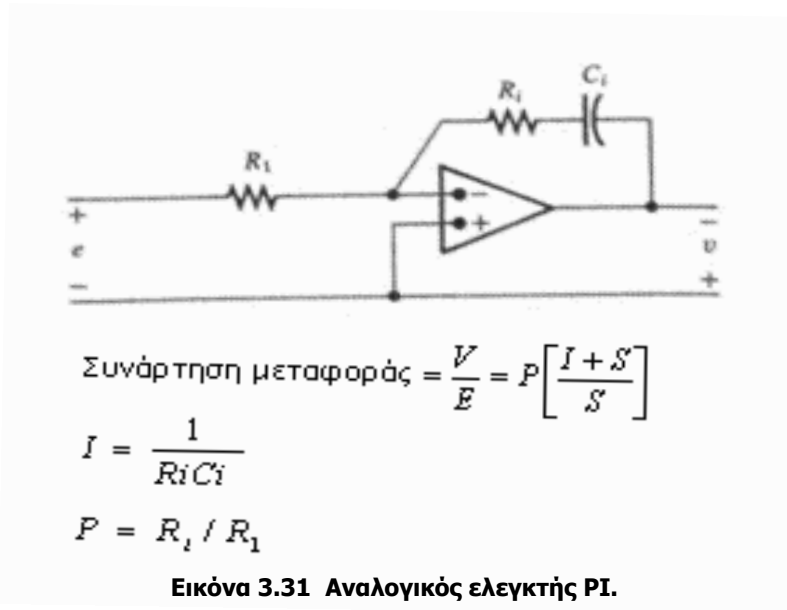 Cᵢ
Rᵢ
R₁
+ − −
e + v
− +
Συνάρτηση μεταφοράς = V/E = P[(I + S)/S]
I = 1/(RiCi)
P = Rᵢ / R₁
Εικόνα 3.31 Αναλογικός ελεγκτής PI.